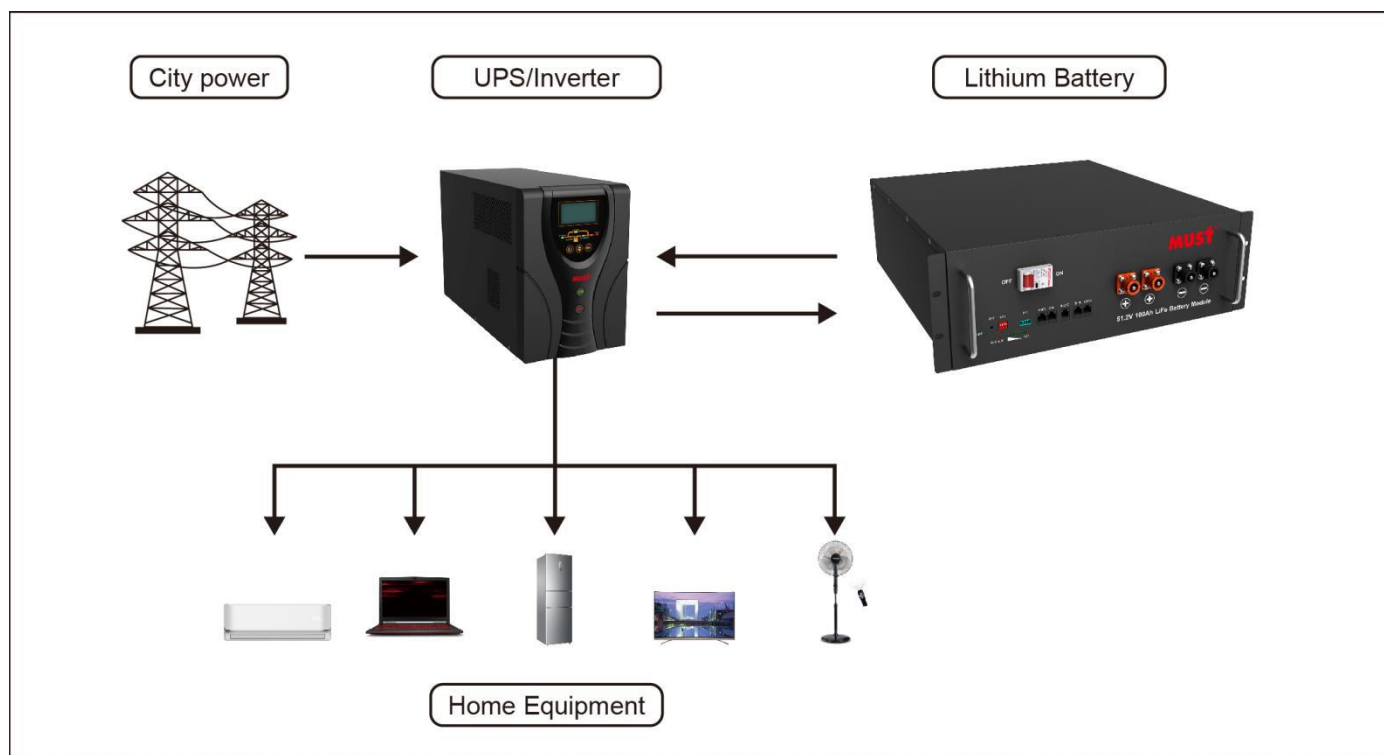 City power
UPS/Inverter
Lithium Battery
MUST
MUST
OFF
ON
51.2V 100Ah LiFe Battery Module
Home Equipment